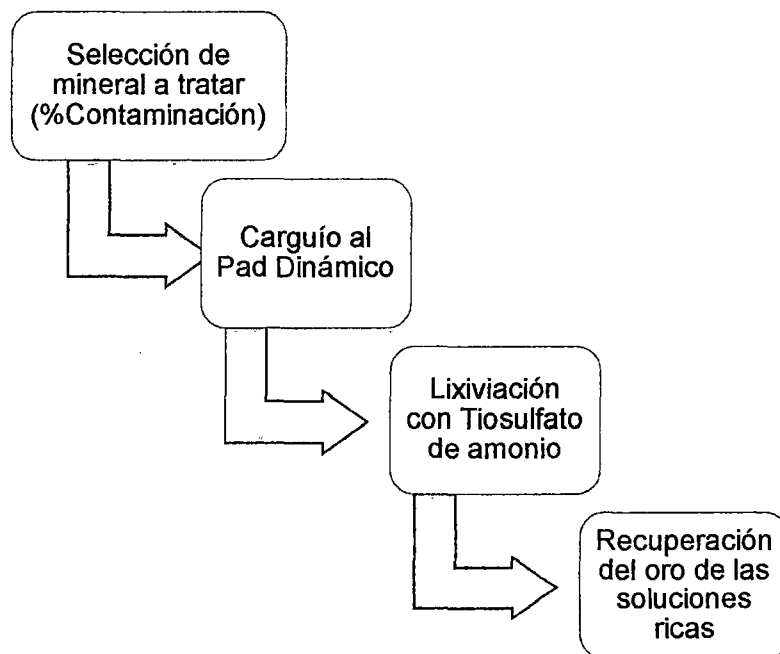 Selección de
mineral a tratar
(%Contaminación)
Carguío al
Pad Dinámico
Lixiviación
con Tiosulfato
de amonio
Recuperación
del oro de las
soluciones
ricas